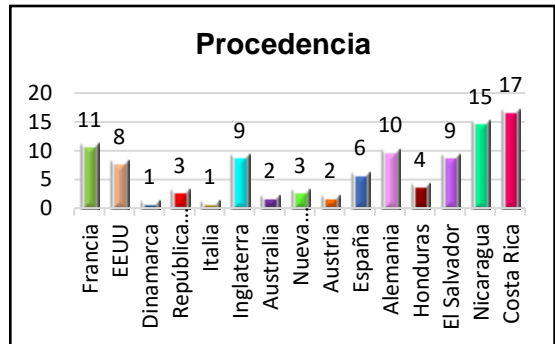 Procedencia
20
15
10
5
0
11
8
1
3
1
9
2
3
2
6
10
4
9
15
17
Francia
EEUU
Dinamarca
República...
Italia
Inglaterra
Australia
Nueva...
Austria
España
Alemania
Honduras
El Salvador
Nicaragua
Costa Rica